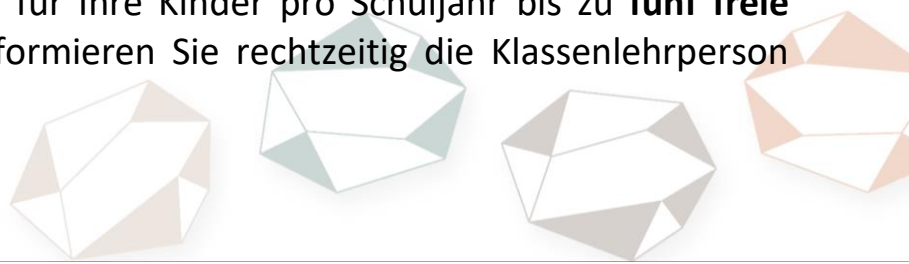 für Ihre Kinder pro Schuljahr bis zu fünf freie
formieren Sie rechtzeitig die Klassenlehrperson